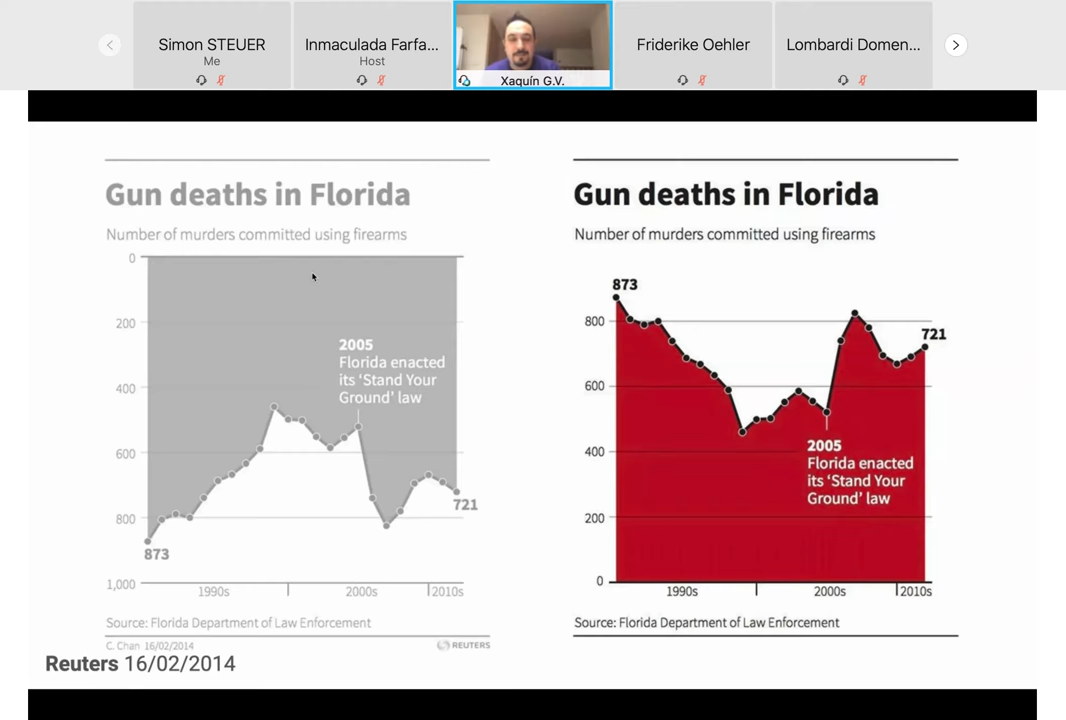 Simon STEUER
Me
Inmaculada Farfa...
Host
Xaquín G.V.
Friderike Oehler
Lombardi Domen...
Gun deaths in Florida
Number of murders committed using firearms
0
200
400
600
800
1,000
2005
Florida enacted
its 'Stand Your
Ground' law
873
721
1990s
2000s
2010s
Source: Florida Department of Law Enforcement
C. Chan 16/02/2014
REUTERS
Reuters 16/02/2014
Gun deaths in Florida
Number of murders committed using firearms
873
721
800
600
400
200
0
2005
Florida enacted
its 'Stand Your
Ground' law
1990s
2000s
2010s
Source: Florida Department of Law Enforcement